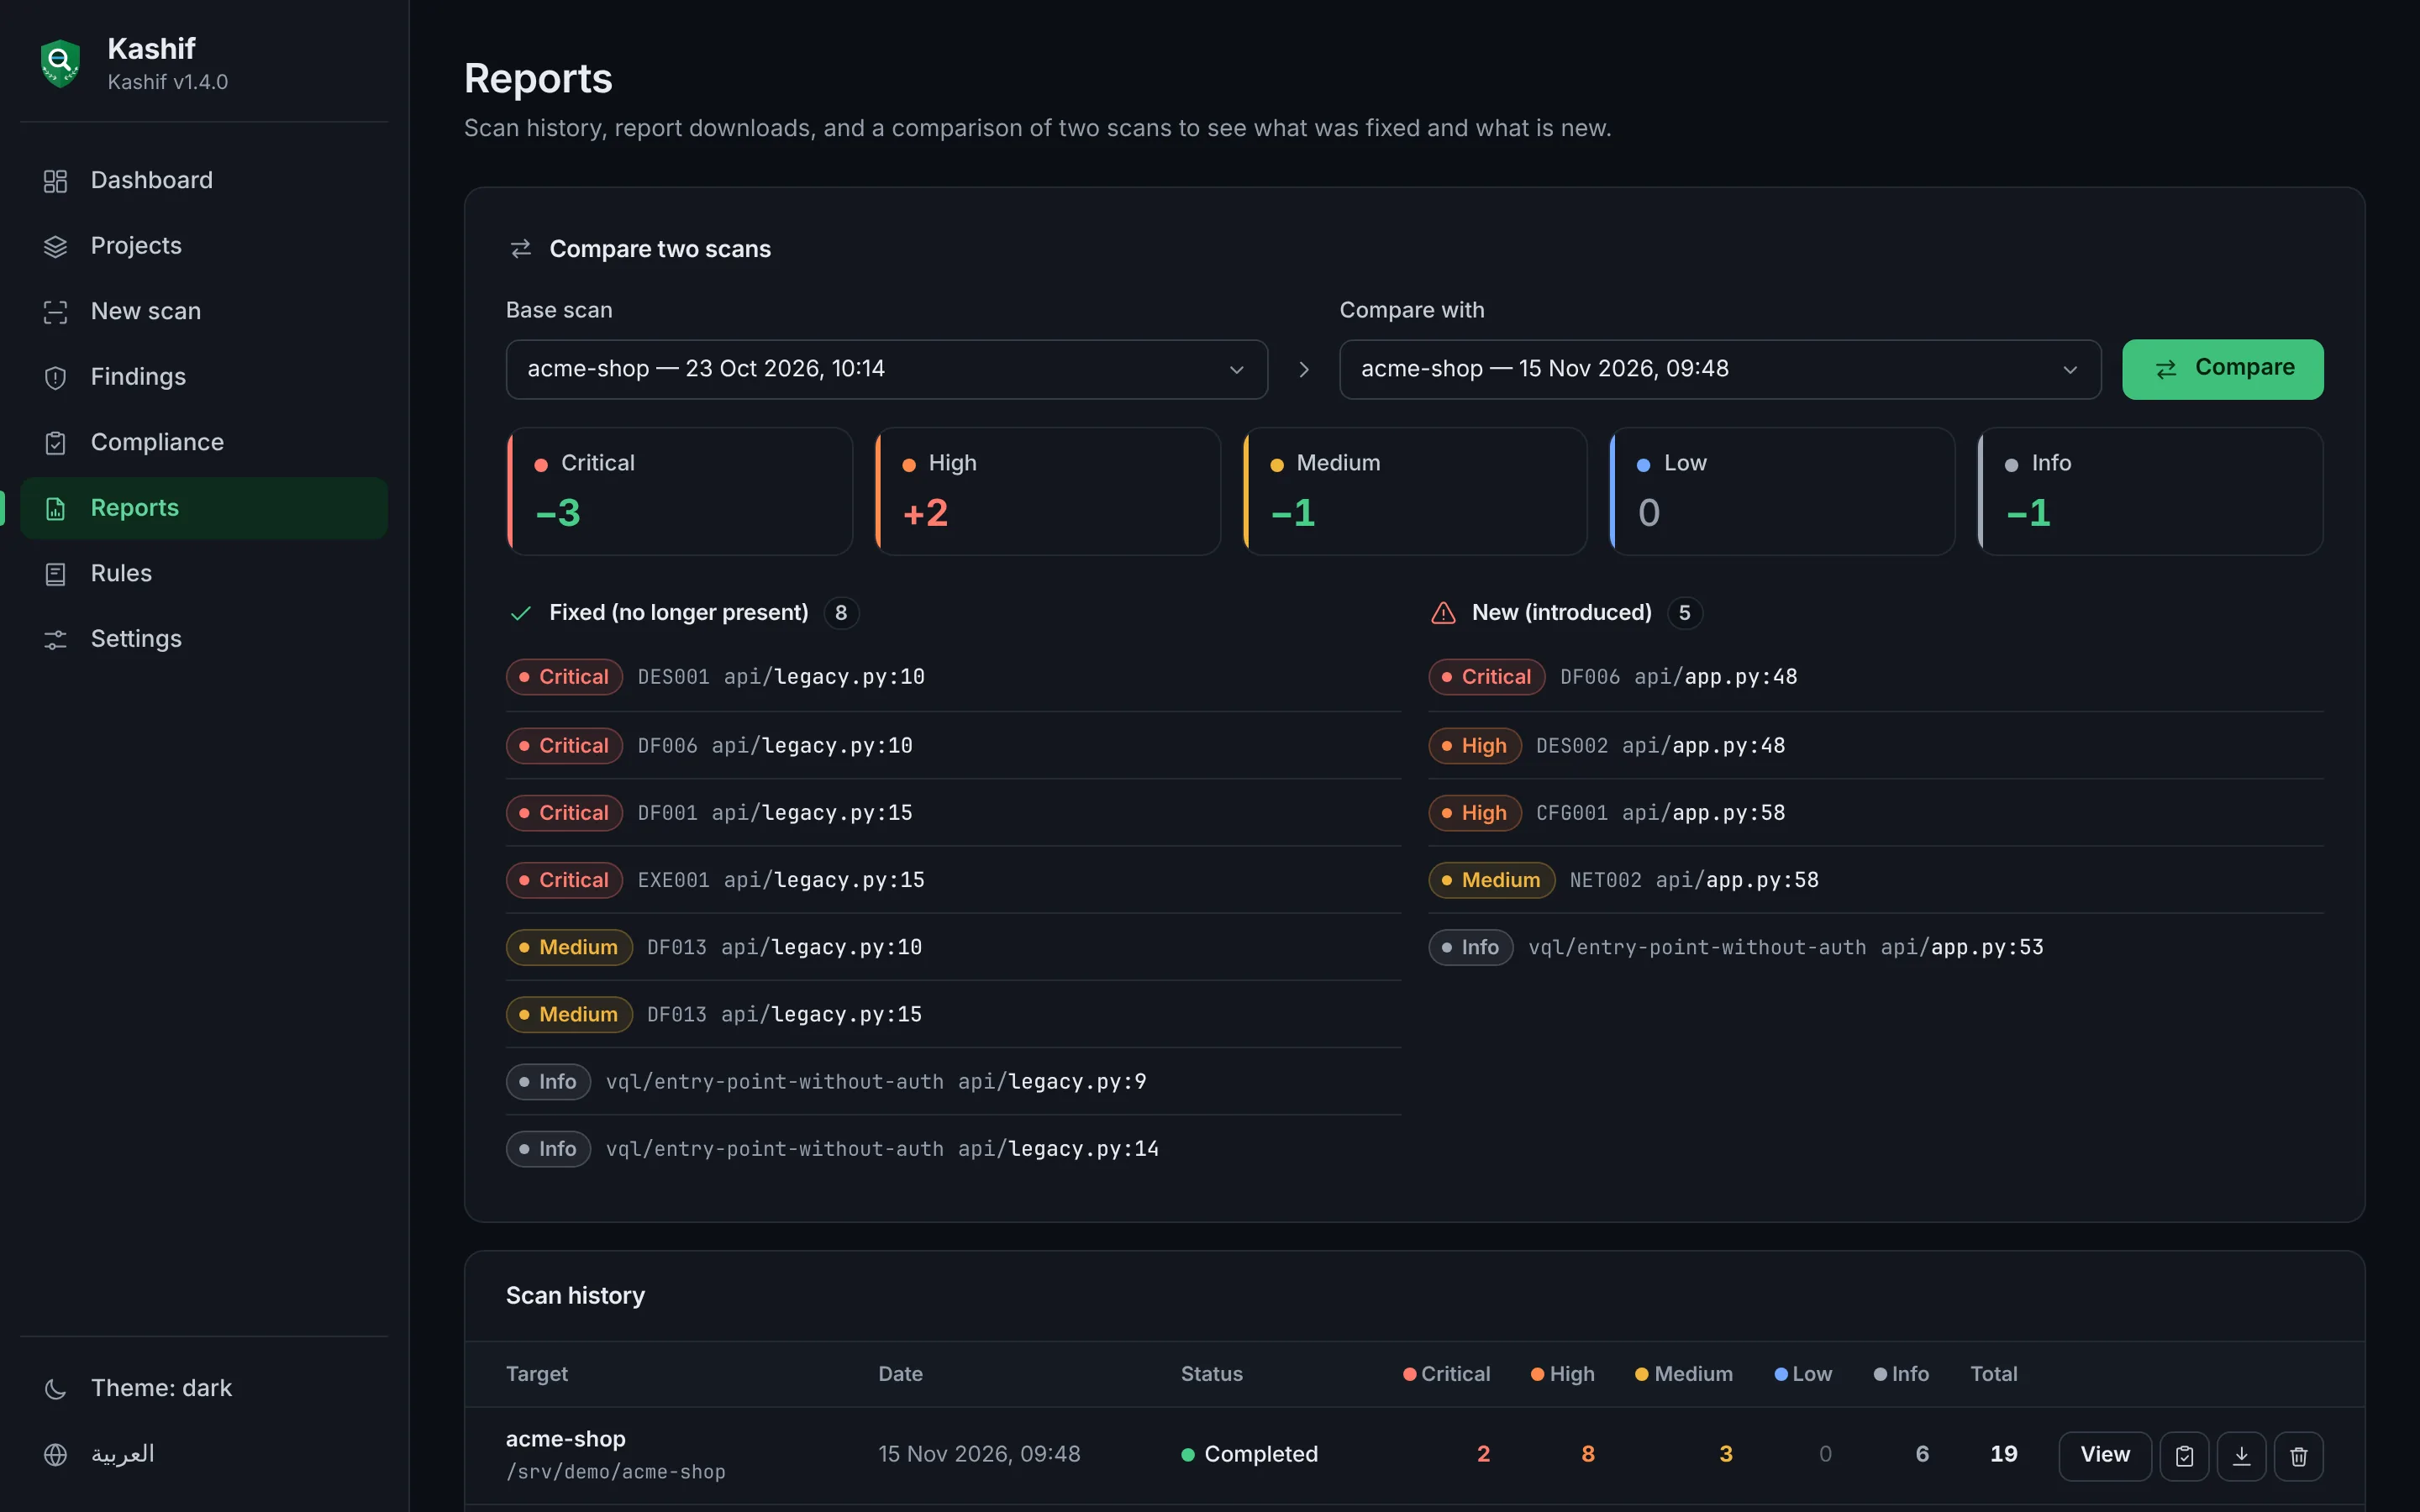 Kashif
Kashif v1.4.0
Dashboard
Projects
New scan
Findings
Compliance
Reports
Rules
Settings
Theme: dark
العربية
Reports
Scan history, report downloads, and a comparison of two scans to see what was fixed and what is new.
Compare two scans
Base scan
Compare with
acme-shop — 23 Oct 2026, 10:14
acme-shop — 15 Nov 2026, 09:48
Compare
Critical
−3
High
+2
Medium
−1
Low
0
Info
−1
Fixed (no longer present) 8
Critical DES001 api/legacy.py:10
Critical DF006 api/legacy.py:10
Critical DF001 api/legacy.py:15
Critical EXE001 api/legacy.py:15
Medium DF013 api/legacy.py:10
Medium DF013 api/legacy.py:15
Info vql/entry-point-without-auth api/legacy.py:9
Info vql/entry-point-without-auth api/legacy.py:14
New (introduced) 5
Critical DF006 api/app.py:48
High DES002 api/app.py:48
High CFG001 api/app.py:58
Medium NET002 api/app.py:58
Info vql/entry-point-without-auth api/app.py:53
Scan history
Target Date Status Critical High Medium Low Info Total
acme-shop 15 Nov 2026, 09:48 Completed 2 8 3 0 6 19 View
/srv/demo/acme-shop